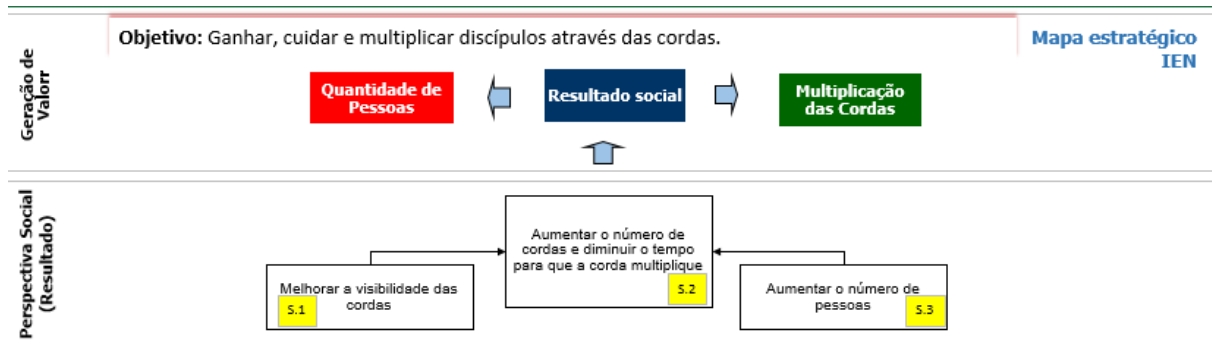 Objetivo: Ganhar, cuidar e multiplicar discípulos através das cordas.
Mapa estratégico
IEN
Geração de
Valorr
Quantidade de
Pessoas
Resultado social
Multiplicação
das Cordas
Perspectiva Social
(Resultado)
Melhorar a visibilidade das
cordas
S.1
Aumentar o número de
cordas e diminuir o tempo
para que a corda multiplique
S.2
Aumentar o número de
pessoas
S.3